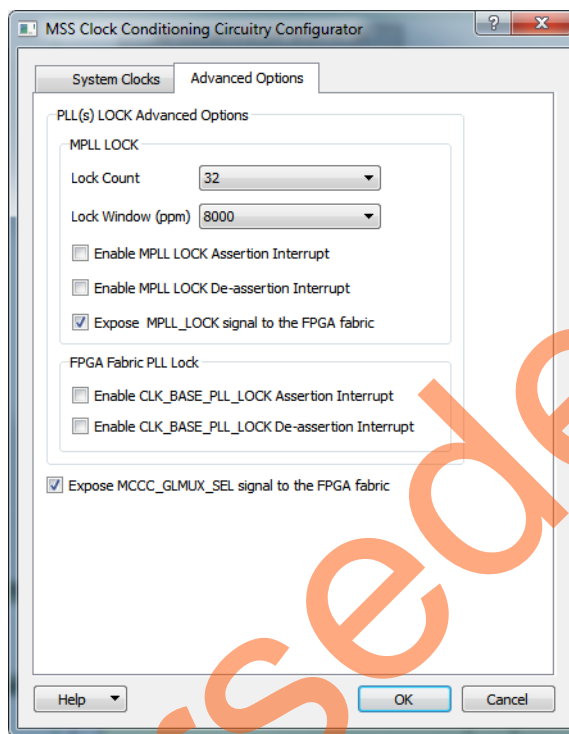 MSS Clock Conditioning Circuitry Configurator
System Clocks
Advanced Options
PLL(s) LOCK Advanced Options
MPLL LOCK
Lock Count 32
Lock Window (ppm) 8000
Enable MPLL LOCK Assertion Interrupt
Enable MPLL LOCK De-assertion Interrupt
Expose MPLL_LOCK signal to the FPGA fabric
FPGA Fabric PLL Lock
Enable CLK_BASE_PLL_LOCK Assertion Interrupt
Enable CLK_BASE_PLL_LOCK De-assertion Interrupt
Expose MCCC_GLMUX_SEL signal to the FPGA fabric
Help
OK
Cancel